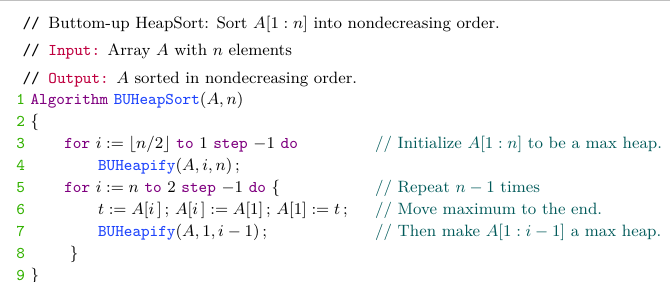 // Buttom-up HeapSort: Sort A[1 : n] into nondecreasing order.
// Input: Array A with n elements
// Output: A sorted in nondecreasing order.
1 Algorithm BUHeapSort(A, n)
2 {
3 for i := ⌊n/2⌋ to 1 step −1 do // Initialize A[1 : n] to be a max heap.
4 BUHeapify(A, i, n);
5 for i := n to 2 step −1 do { // Repeat n − 1 times
6 t := A[i]; A[i] := A[1]; A[1] := t; // Move maximum to the end.
7 BUHeapify(A, 1, i − 1); // Then make A[1 : i − 1] a max heap.
8 }
9 }